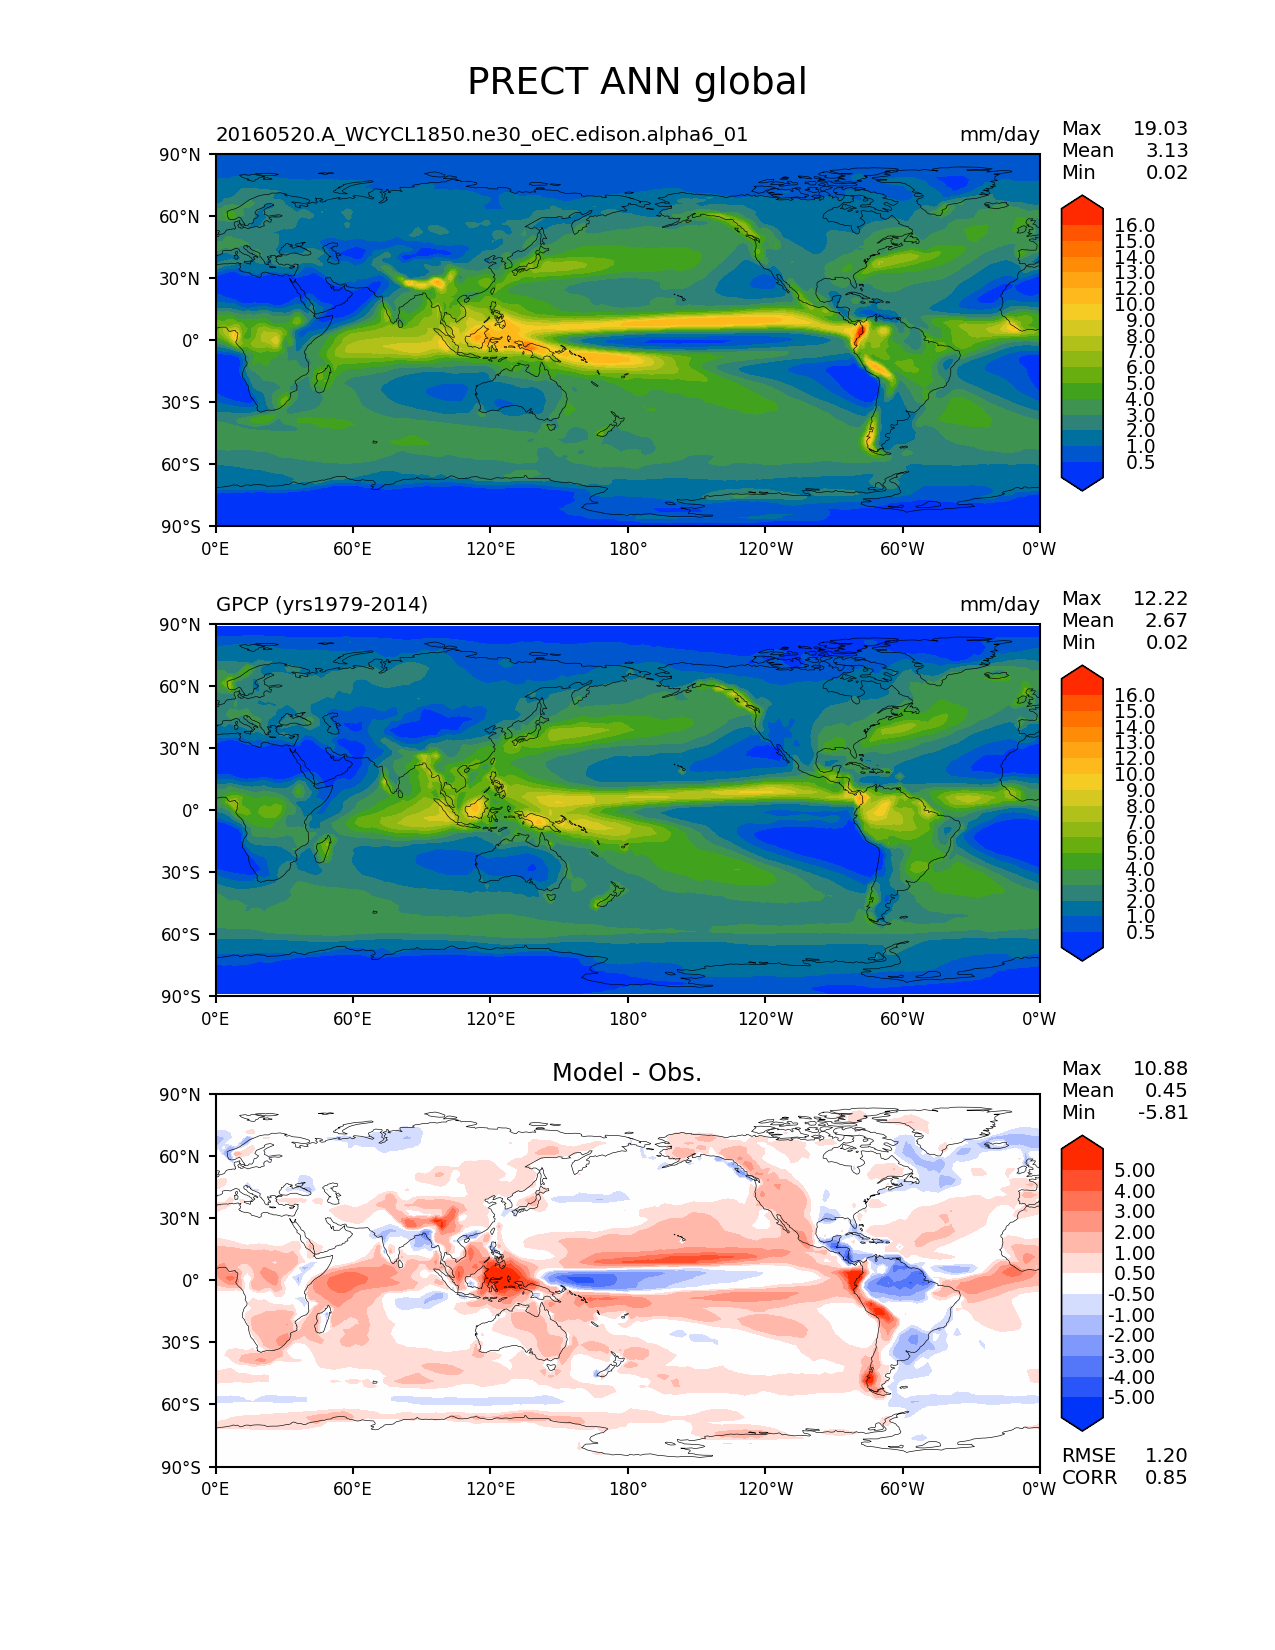 PRECT ANN global
20160520.A_WCYCL1850.ne30_oEC.edison.alpha6_01 mm/day
Max 19.03
Mean 3.13
Min 0.02
90°N
60°N
30°N
0°
30°S
60°S
90°S
0°E 60°E 120°E 180° 120°W 60°W 0°W
16.0
15.0
14.0
13.0
12.0
10.0
9.0
8.0
7.0
6.0
5.0
4.0
3.0
2.0
1.0
0.5
GPCP (yrs1979-2014) mm/day
Max 12.22
Mean 2.67
Min 0.02
90°N
60°N
30°N
0°
30°S
60°S
90°S
0°E 60°E 120°E 180° 120°W 60°W 0°W
16.0
15.0
14.0
13.0
12.0
10.0
9.0
8.0
7.0
6.0
5.0
4.0
3.0
2.0
1.0
0.5
Model - Obs.
Max 10.88
Mean 0.45
Min -5.81
90°N
60°N
30°N
0°
30°S
60°S
90°S
0°E 60°E 120°E 180° 120°W 60°W 0°W
5.00
4.00
3.00
2.00
1.00
0.50
-0.50
-1.00
-2.00
-3.00
-4.00
-5.00
RMSE 1.20
CORR 0.85